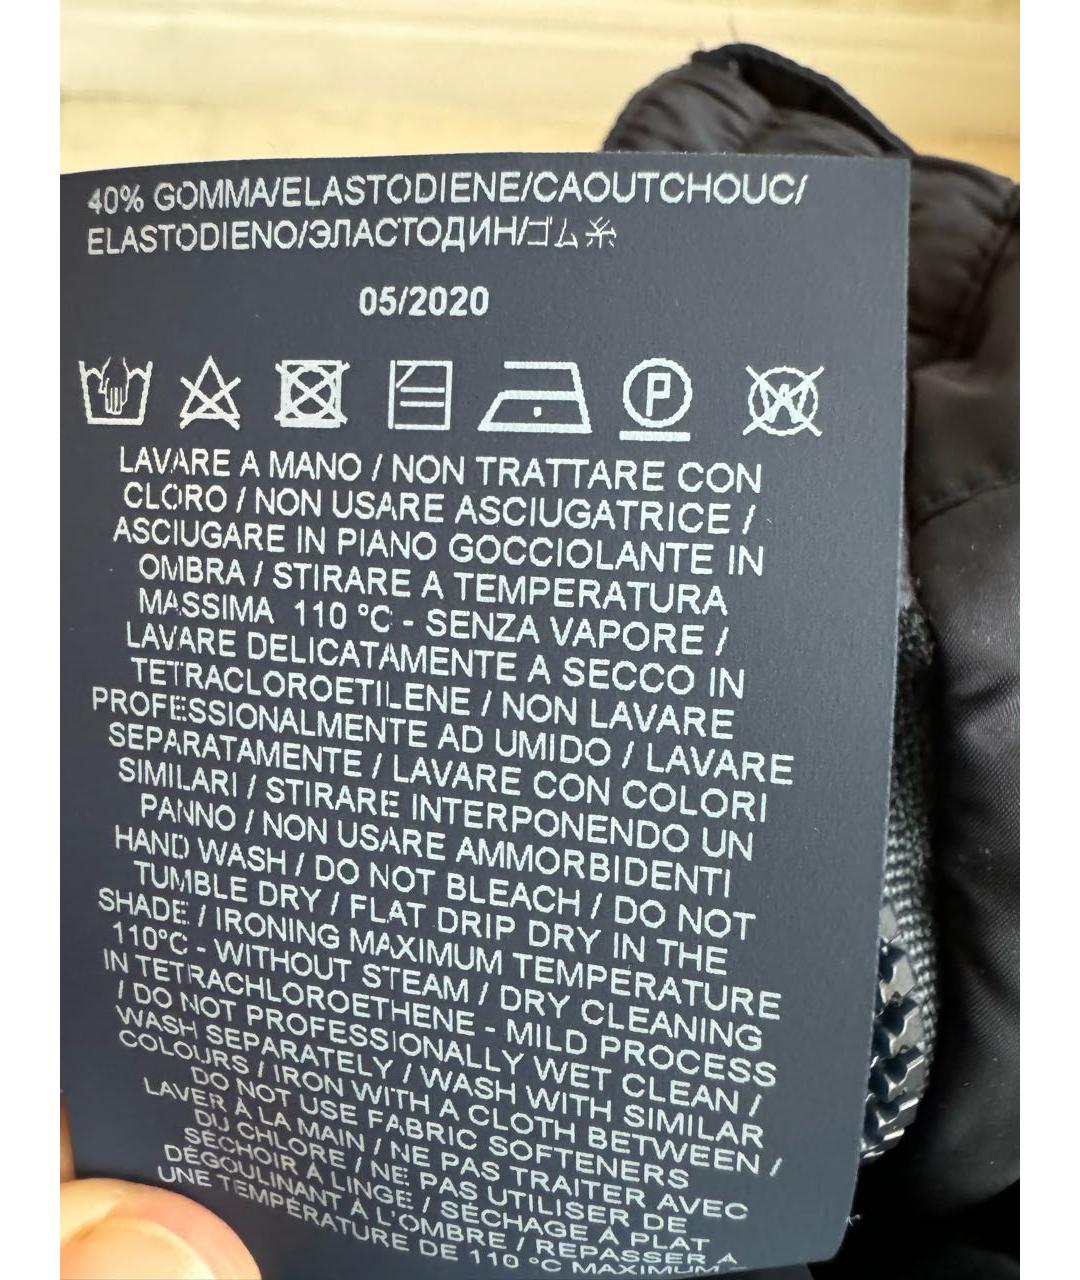 40% GOMMA/ELASTODIENE/CAOUTCHOUC/
ELASTODIENO/ЭЛАСТОДИН/ゴム糸
05/2020
P
W
LAVARE A MANO / NON TRATTARE CON
CLORO / NON USARE ASCIUGATRICE /
ASCIUGARE IN PIANO GOCCIOLANTE IN
OMBRA / STIRARE A TEMPERATURA
MASSIMA 110 °C - SENZA VAPORE /
LAVARE DELICATAMENTE A SECCO IN
TETRACLOROETILENE / NON LAVARE
PROFESSIONALMENTE AD UMIDO / LAVARE
SEPARATAMENTE / LAVARE CON COLORI
SIMILARI / STIRARE INTERPONENDO UN
PANNO / NON USARE AMMORBIDENTI
HAND WASH / DO NOT BLEACH / DO NOT
TUMBLE DRY / FLAT DRIP DRY IN THE
SHADE / IRONING MAXIMUM TEMPERATURE
110°C - WITHOUT STEAM / DRY CLEANING
IN TETRACHLOROETHENE - MILD PROCESS
/ DO NOT PROFESSIONALLY WET CLEAN /
WASH SEPARATELY / WASH WITH SIMILAR
COLOURS / IRON WITH A CLOTH BETWEEN /
DO NOT USE FABRIC SOFTENERS
LAVER À LA MAIN / NE PAS TRAITER AVEC
DU CHLORE / NE PAS UTILISER DE
SÉCHOIR À LINGE / SÉCHAGE À PLAT
DÉGOULINANT À L'OMBRE / REPASSER A
UNE TEMPÉRATURE DE 110 °C MAXIMUM